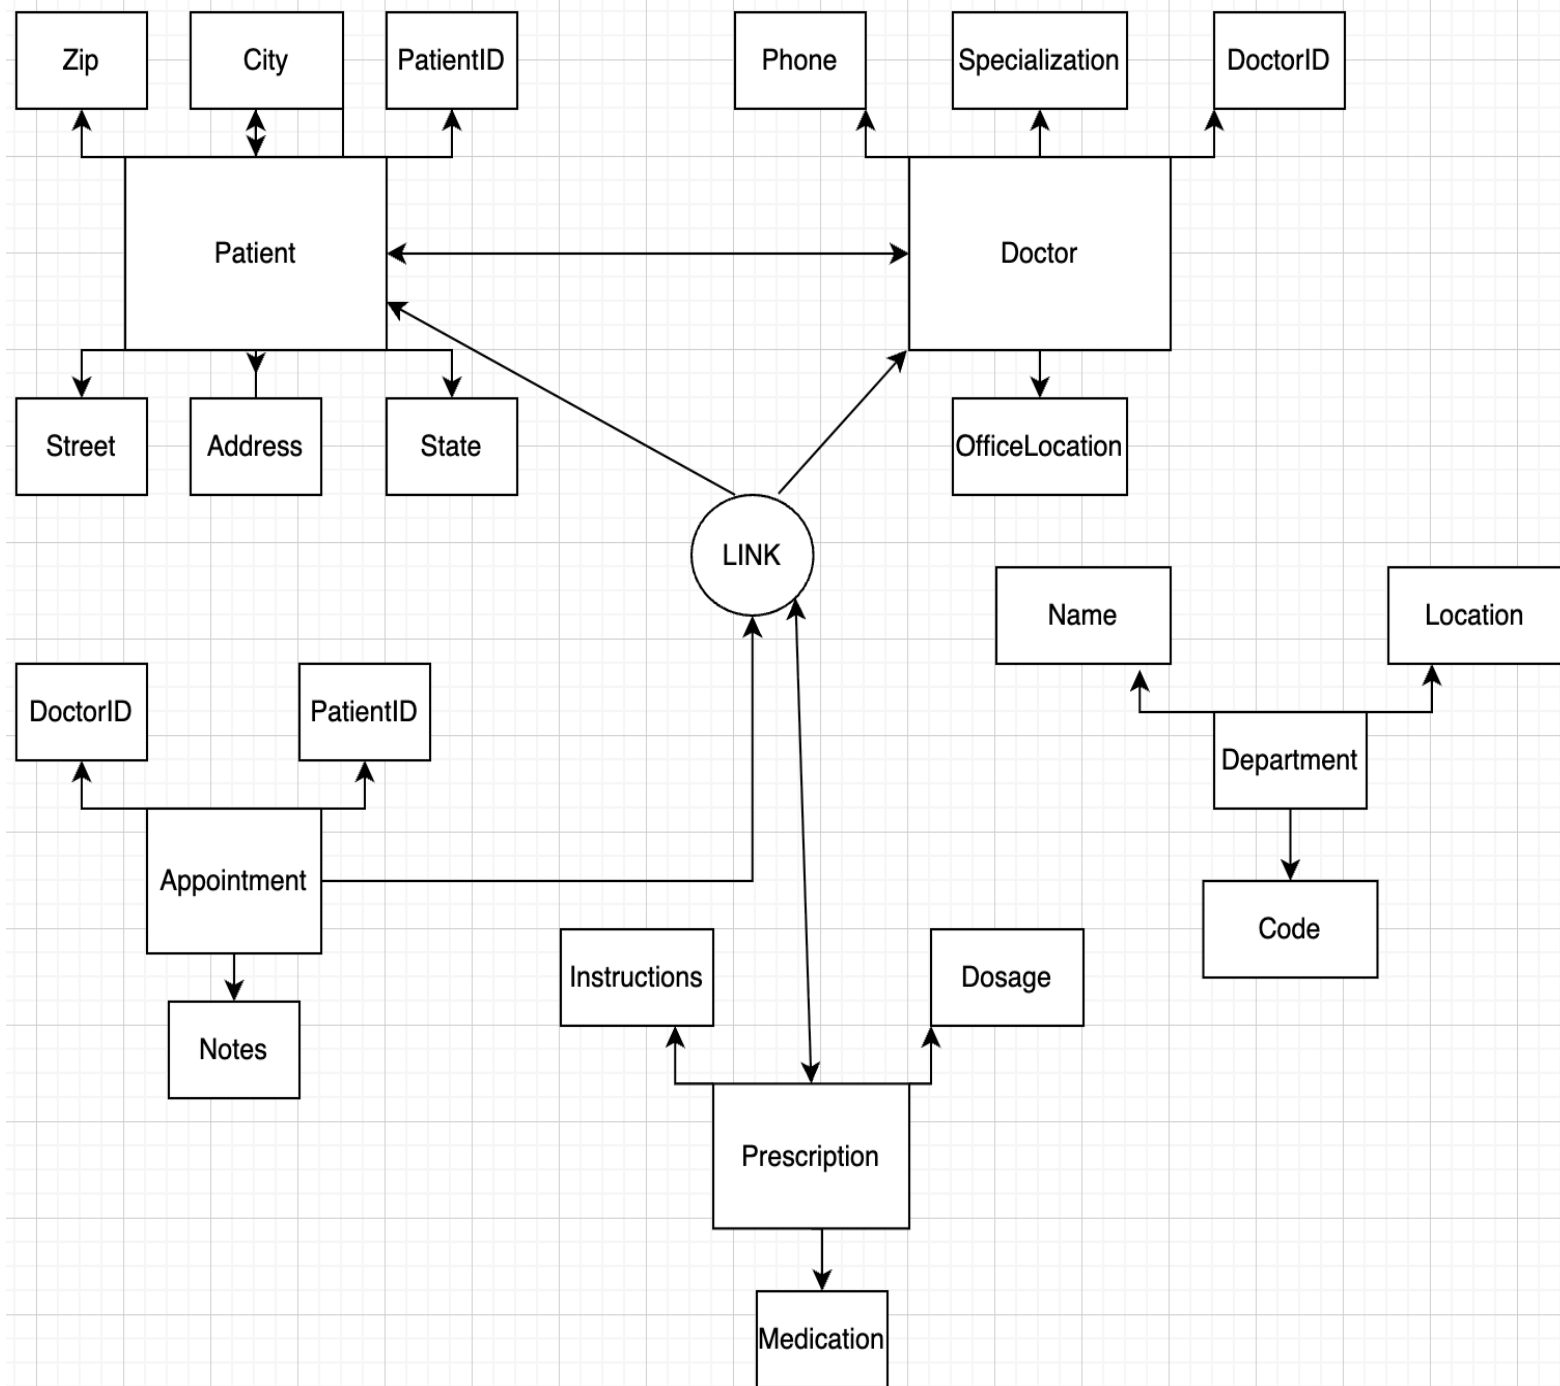 Zip
City
PatientID
Phone
Specialization
DoctorID
Patient
Doctor
Street
Address
State
OfficeLocation
LINK
Name
Location
DoctorID
PatientID
Department
Appointment
Code
Instructions
Dosage
Notes
Prescription
Medication